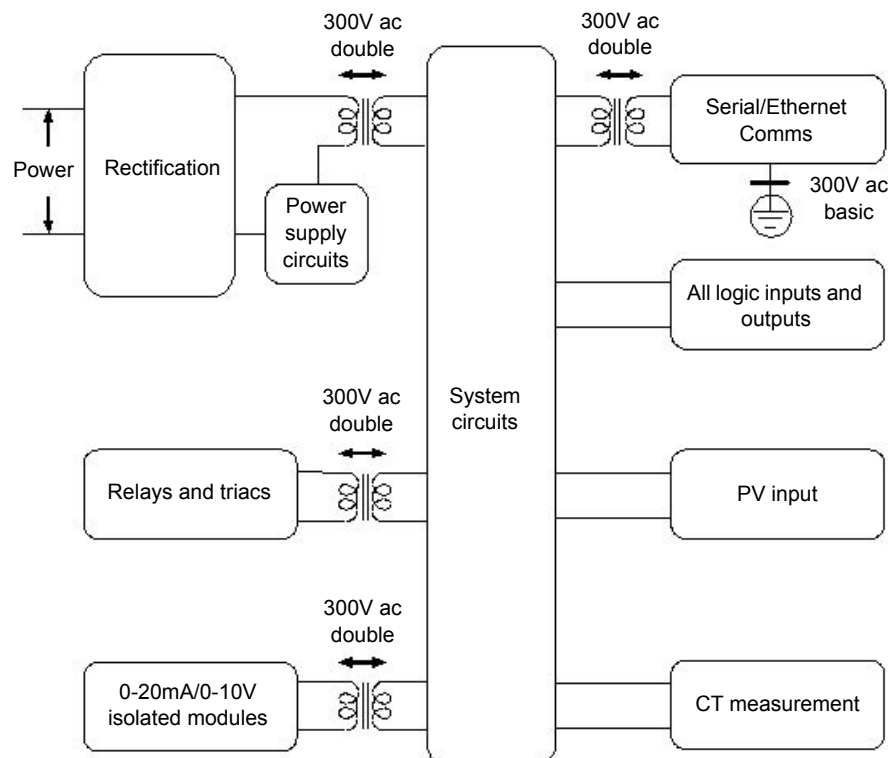 300V ac
double
300V ac
double
Serial/Ethernet
Comms
Power
Rectification
300V ac
basic
Power
supply
circuits
All logic inputs and
outputs
300V ac
double
System
circuits
Relays and triacs
PV input
300V ac
double
0-20mA/0-10V
isolated modules
CT measurement